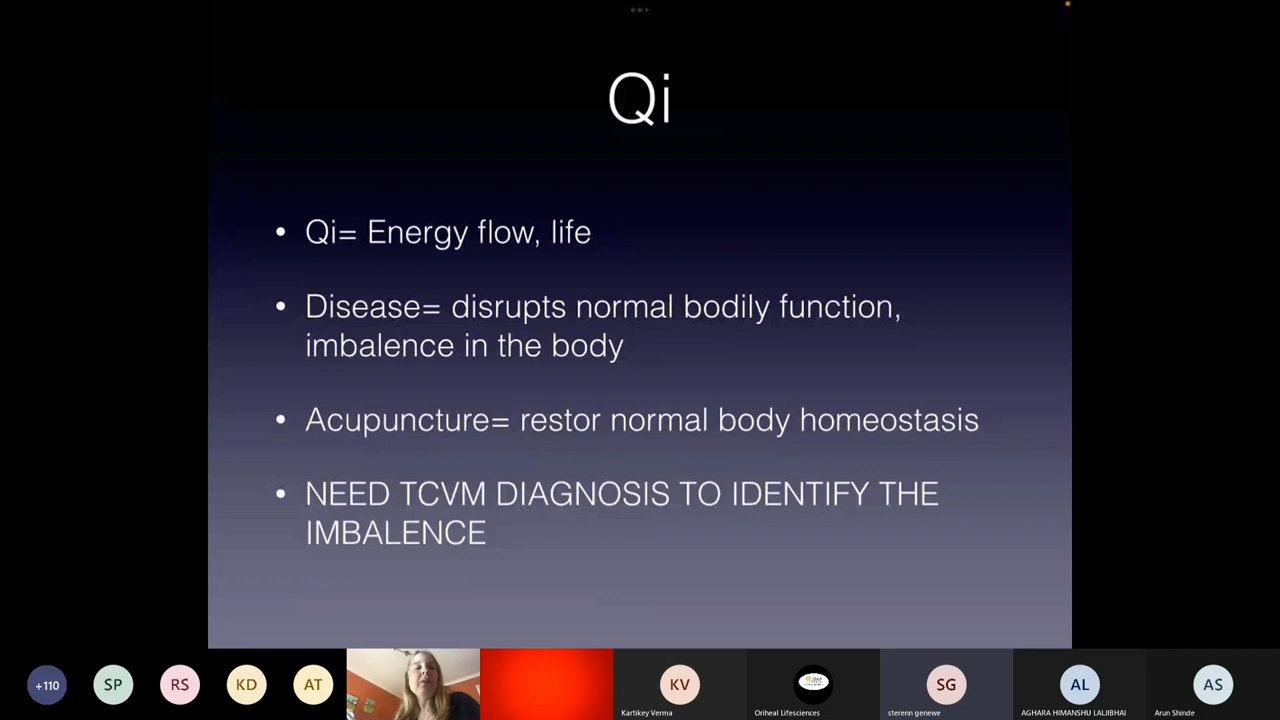 Qi
• Qi= Energy flow, life
• Disease= disrupts normal bodily function,
imbalence in the body
• Acupuncture= restor normal body homeostasis
• NEED TCVM DIAGNOSIS TO IDENTIFY THE
IMBALENCE
+110
SP
RS
KD
AT
KV
SG
AL
AS
Kartikey Verma
Oriheal Lifesciences
sterenn genewe
AGHARA HIMANSHU LALJIBHAI
Arun Shinde